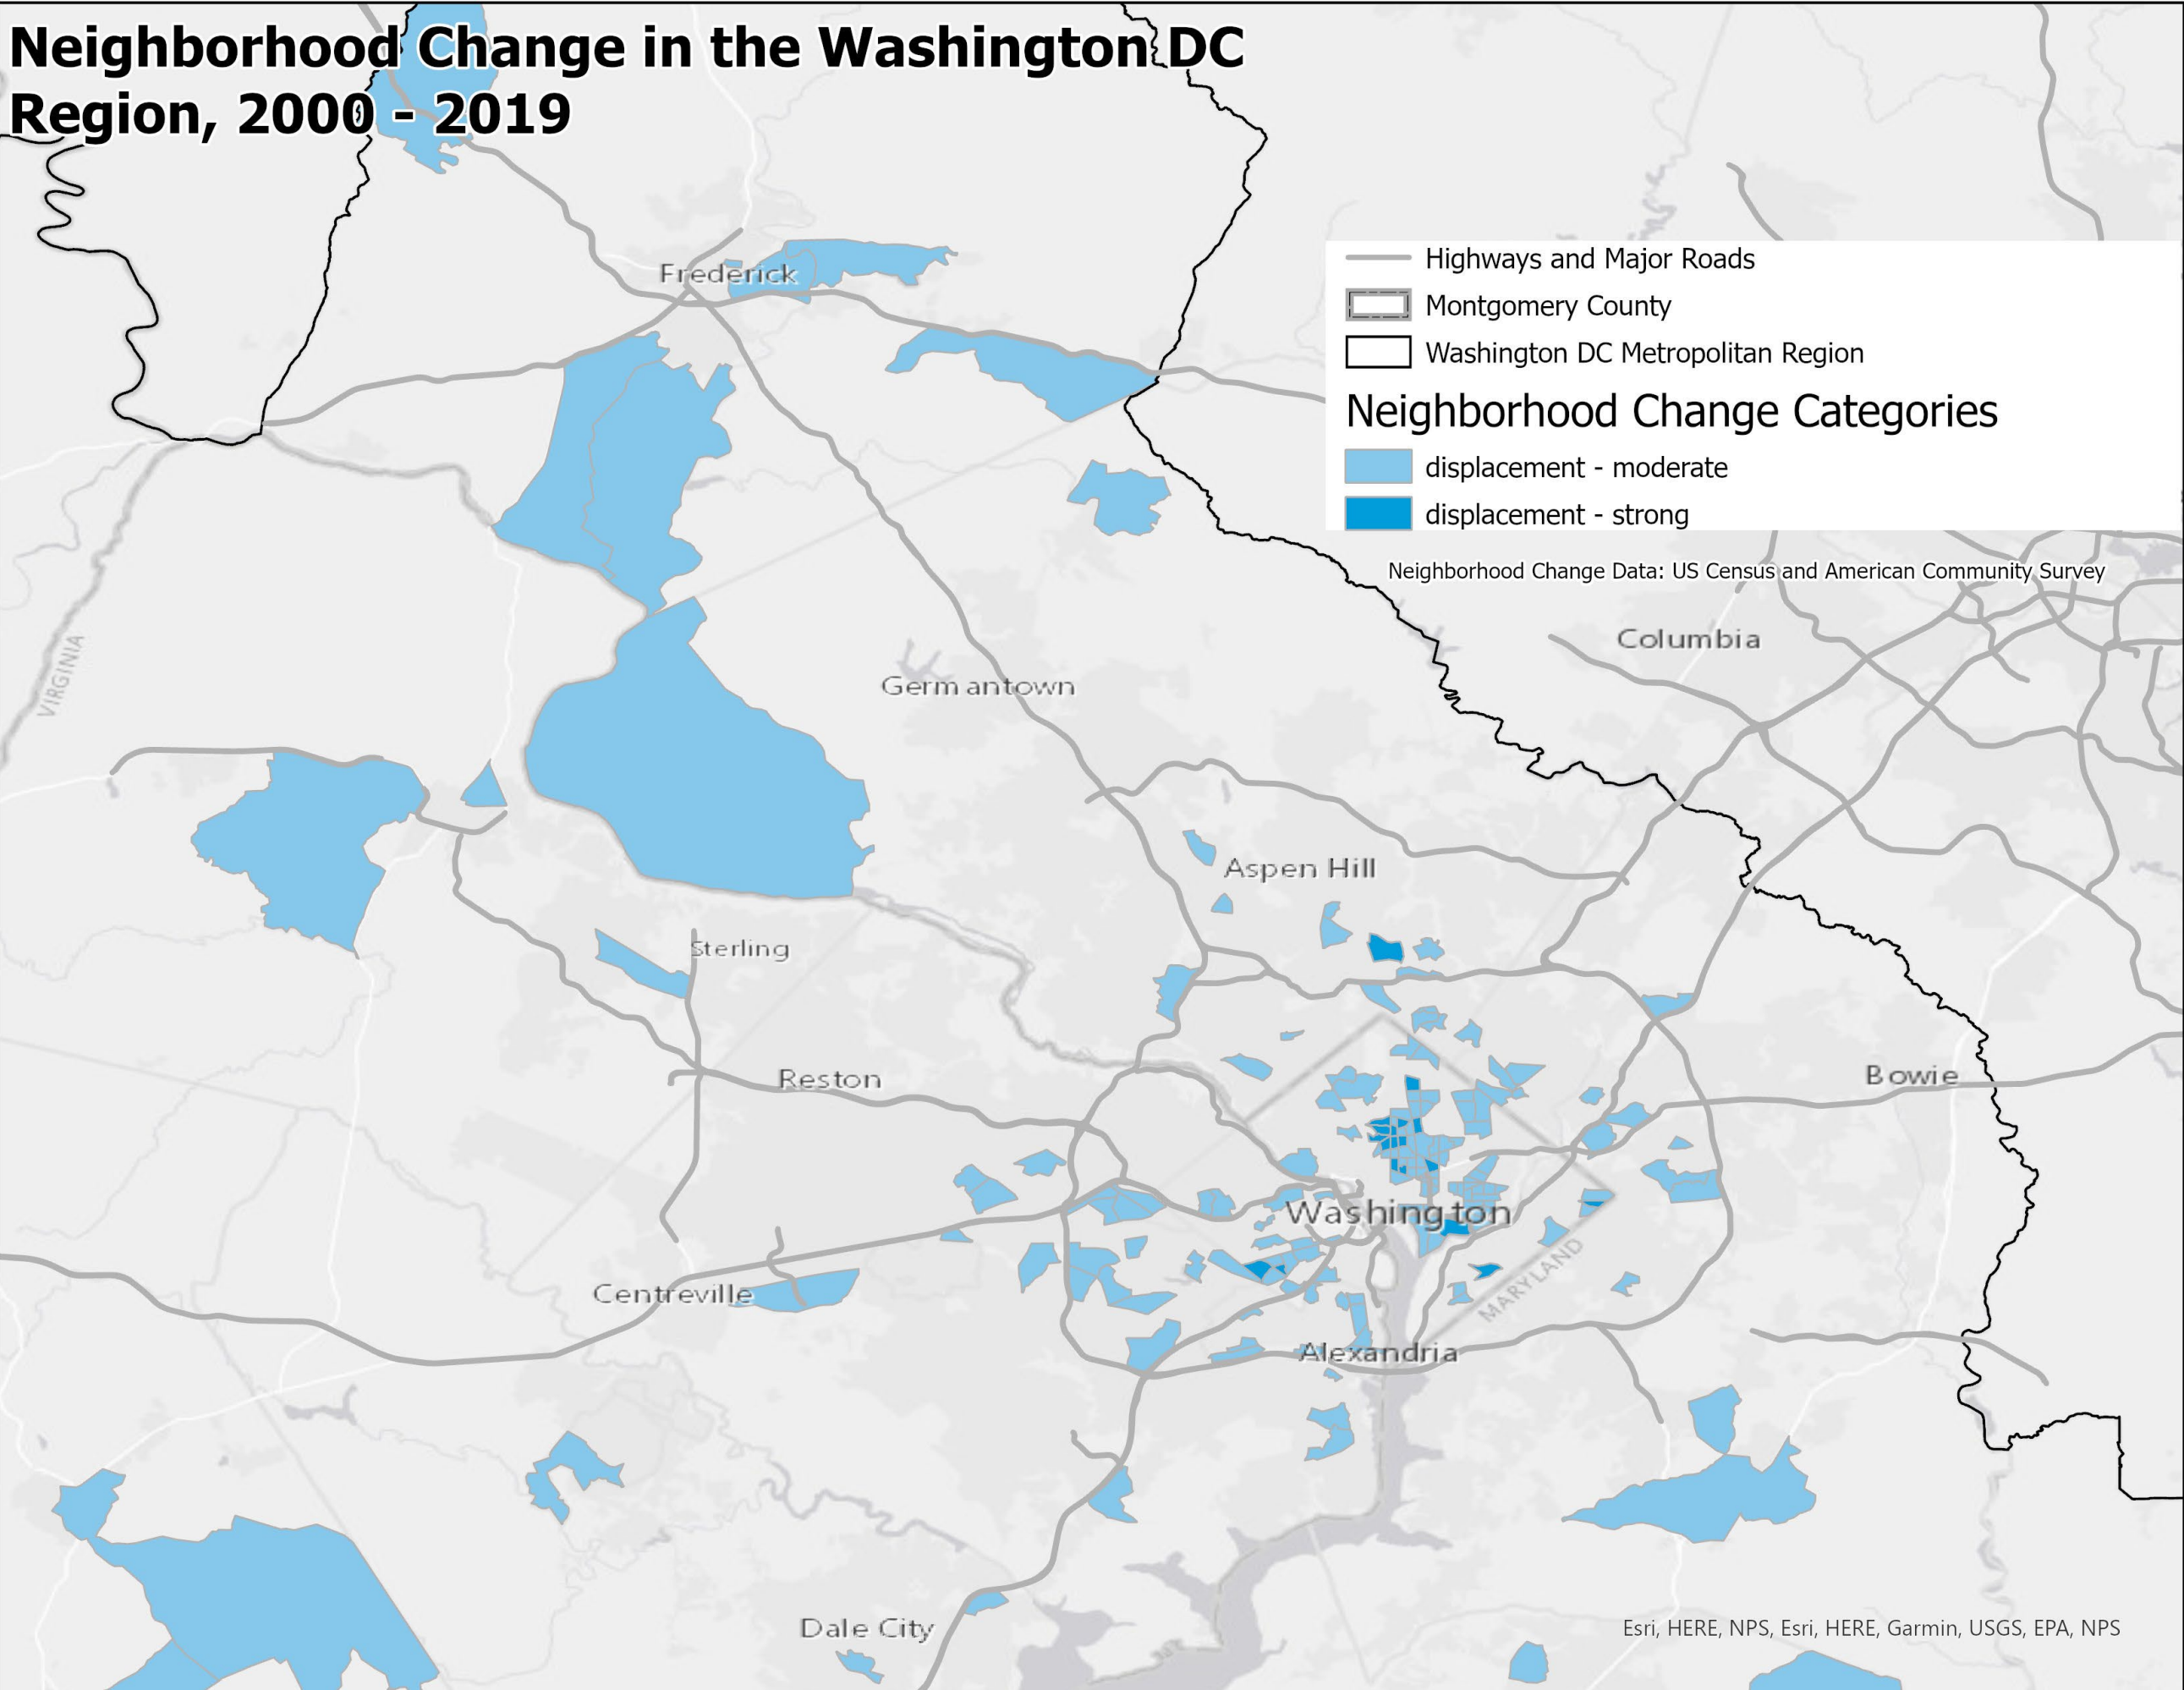 Neighborhood Change in the Washington DC
Region, 2000 - 2019
Frederick
Highways and Major Roads
Montgomery County
Washington DC Metropolitan Region
Neighborhood Change Categories
displacement - moderate
displacement - strong
Neighborhood Change Data: US Census and American Community Survey
Columbia
VIRGINIA
Germantown
Aspen Hill
Sterling
Reston
Bowie
Washington
MARYLAND
Centreville
Alexandria
Dale City
Esri, HERE, NPS, Esri, HERE, Garmin, USGS, EPA, NPS